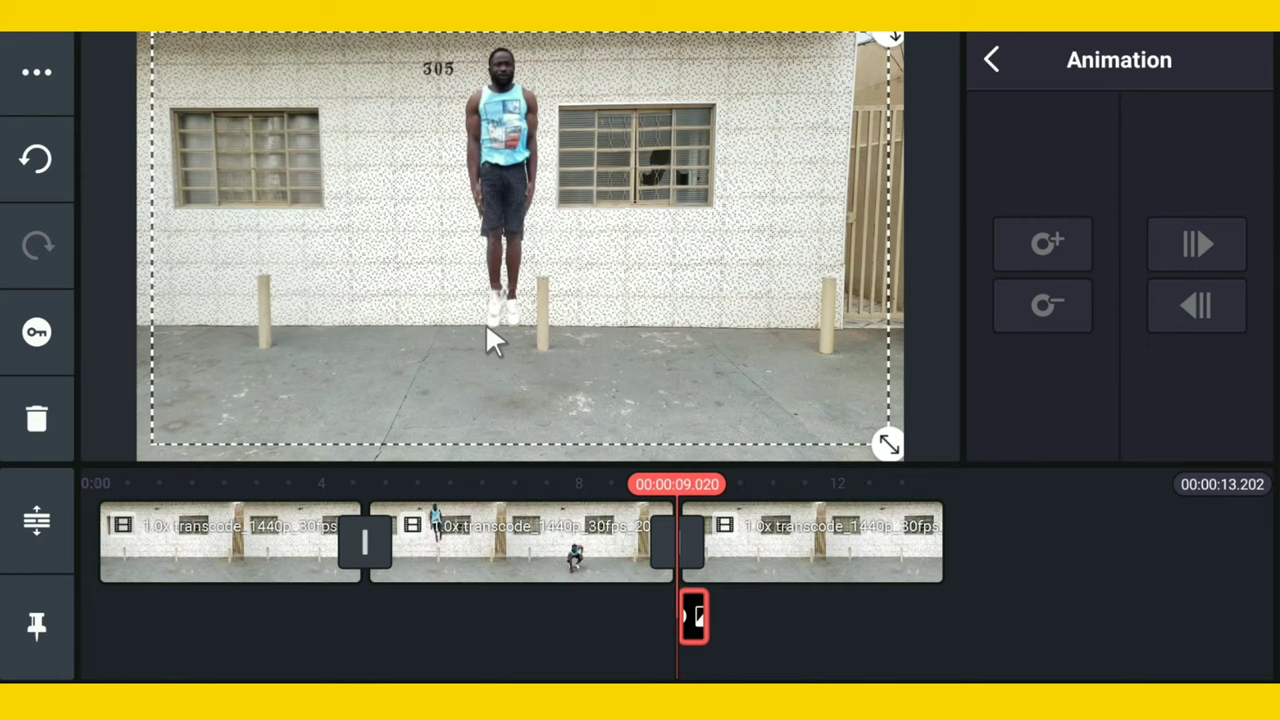 Animation
305
0:00
4
8
00:00:09.020
12
00:00:13.202
1.0x transcode_1440p_30fps
.0x transcode_1440p_30fps_20
1.0x transcode_1440p_30fps